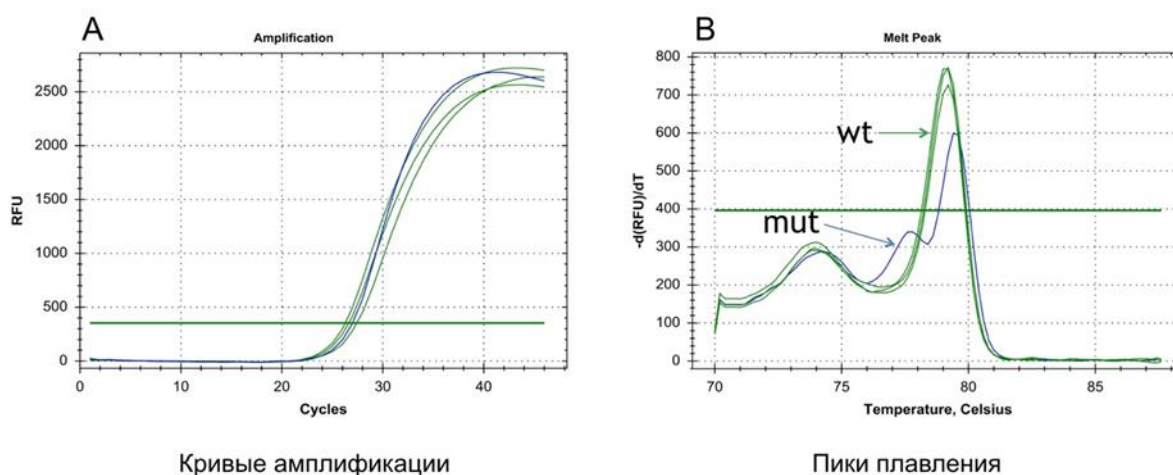 A
Amplification
RFU
2500
2000
1500
1000
500
0
0 10 20 30 40
Cycles
Кривые амплификации
B
Melt Peak
-d(RFU)/dT
800
700
600
500
400
300
200
100
0
wt
mut
70 75 80 85
Temperature, Celsius
Пики плавления